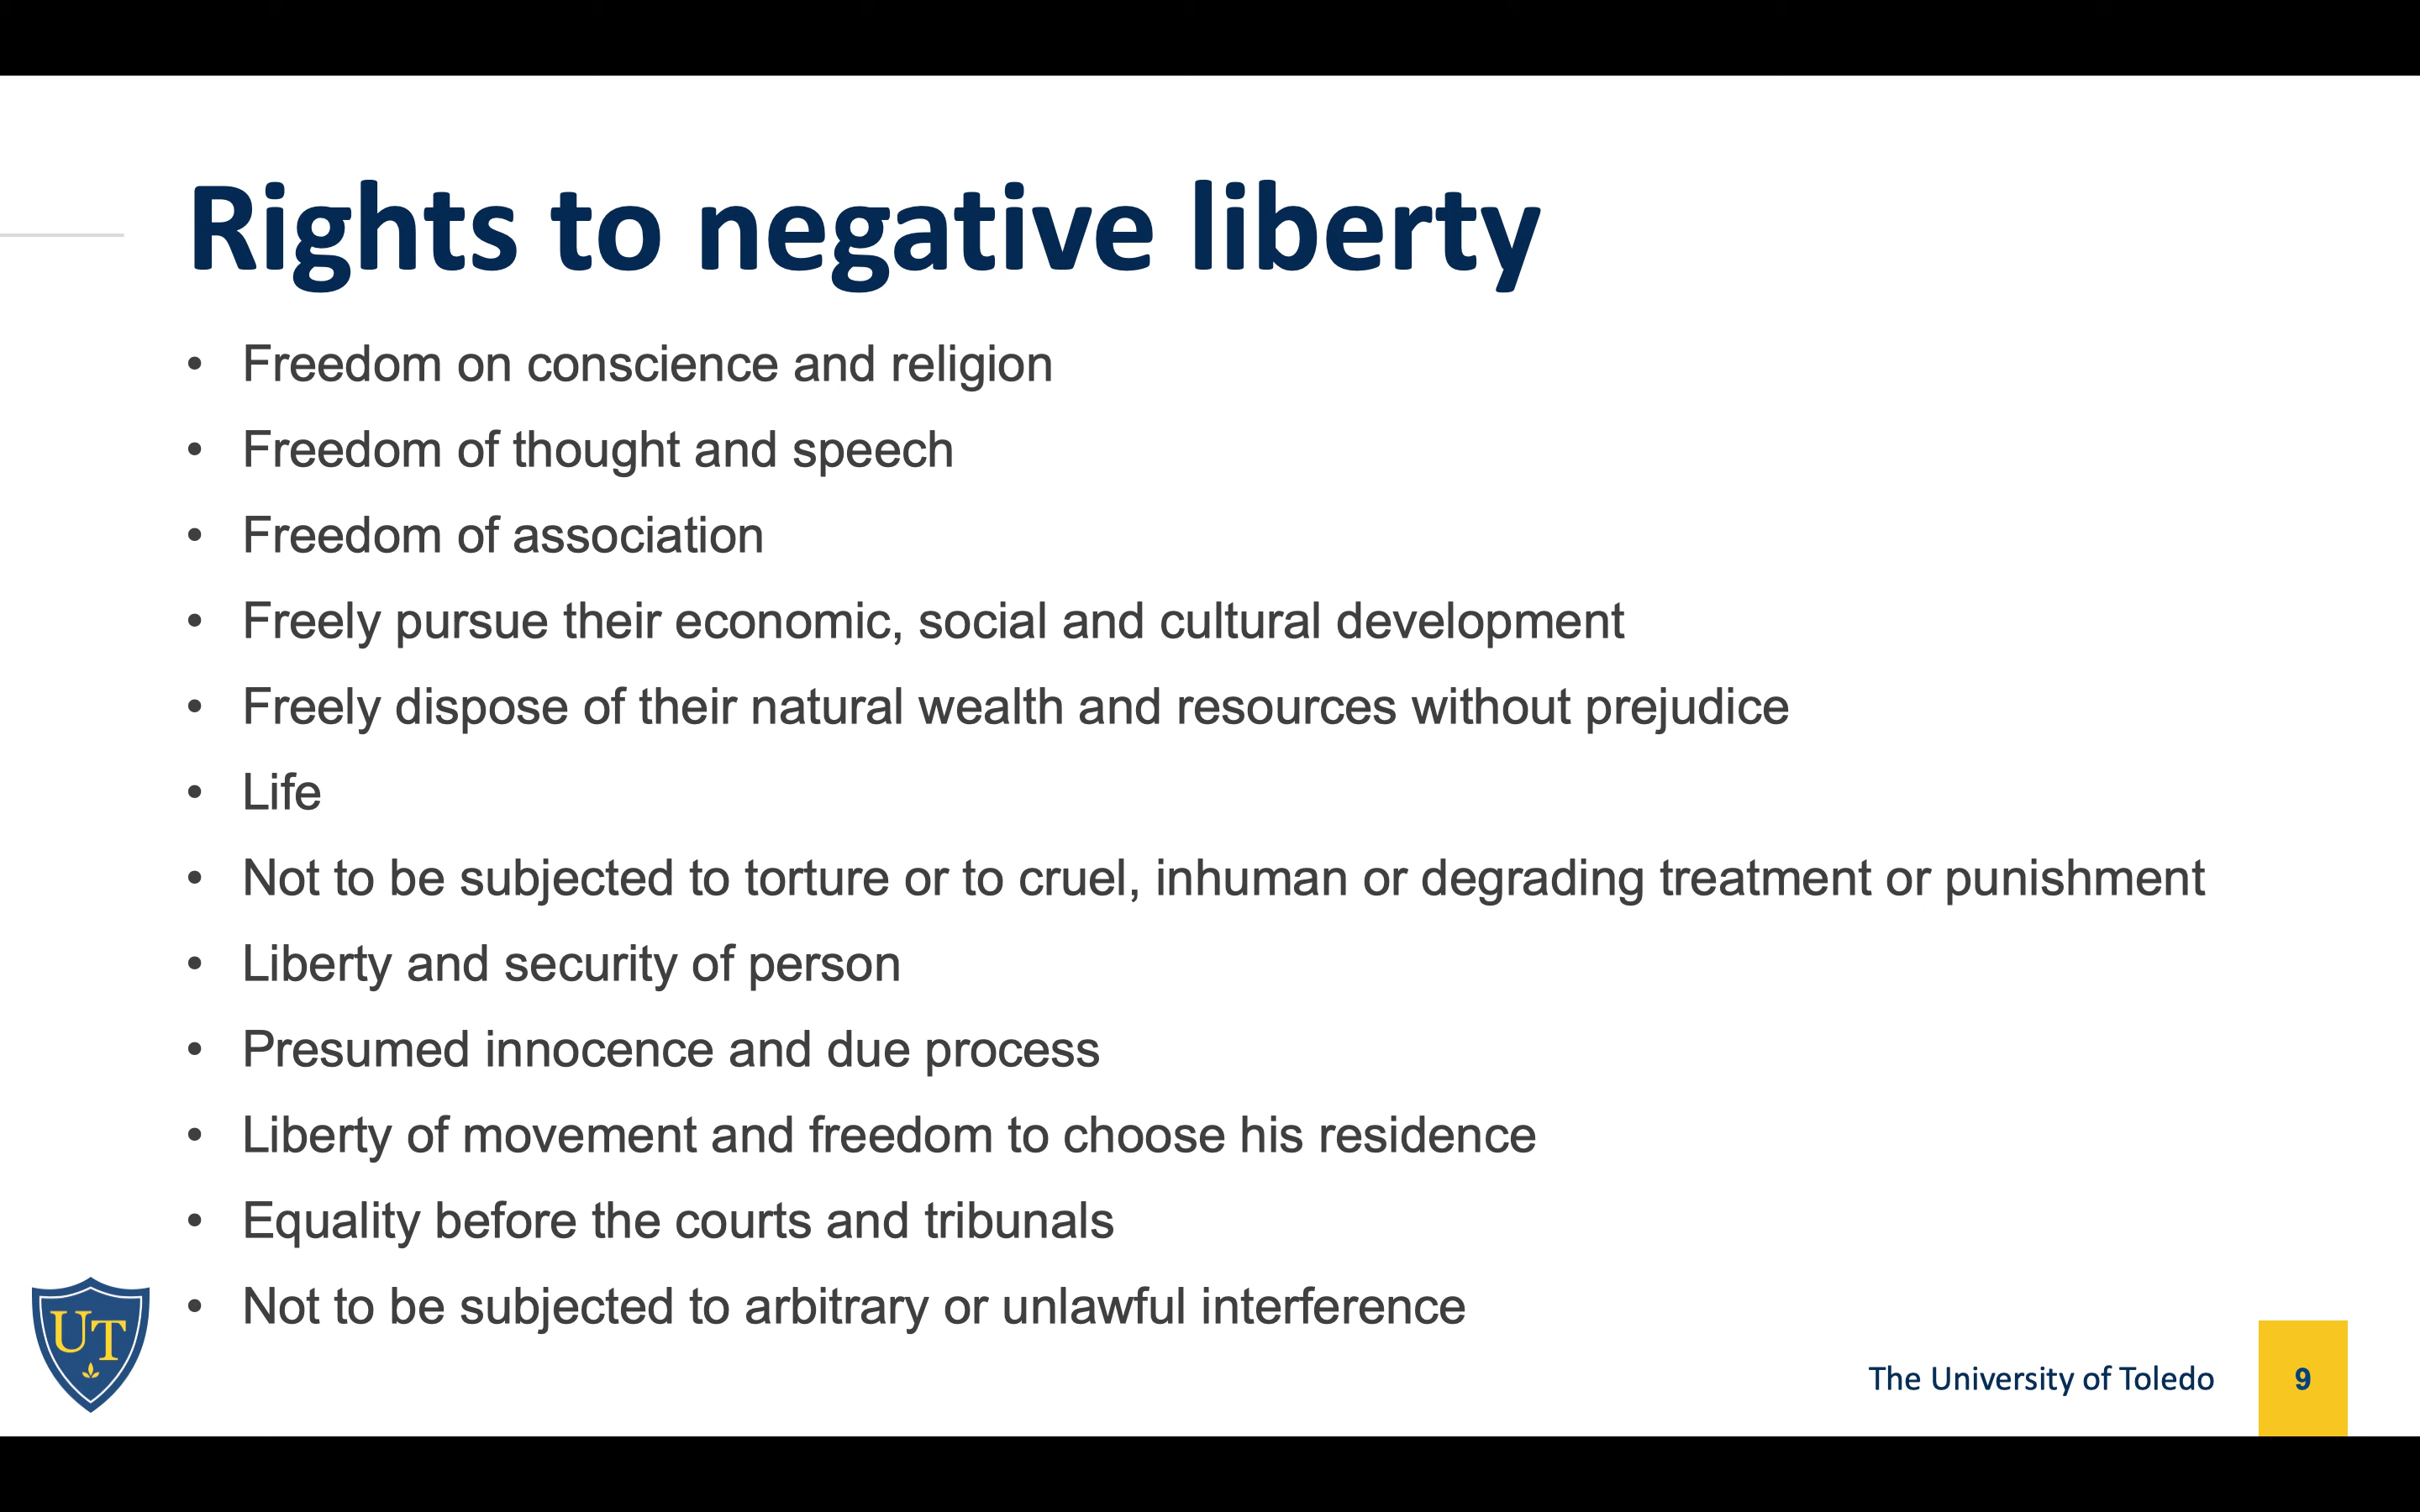 Rights to negative liberty
• Freedom on conscience and religion
• Freedom of thought and speech
• Freedom of association
• Freely pursue their economic, social and cultural development
• Freely dispose of their natural wealth and resources without prejudice
• Life
• Not to be subjected to torture or to cruel, inhuman or degrading treatment or punishment
• Liberty and security of person
• Presumed innocence and due process
• Liberty of movement and freedom to choose his residence
• Equality before the courts and tribunals
• Not to be subjected to arbitrary or unlawful interference
UT
The University of Toledo
9